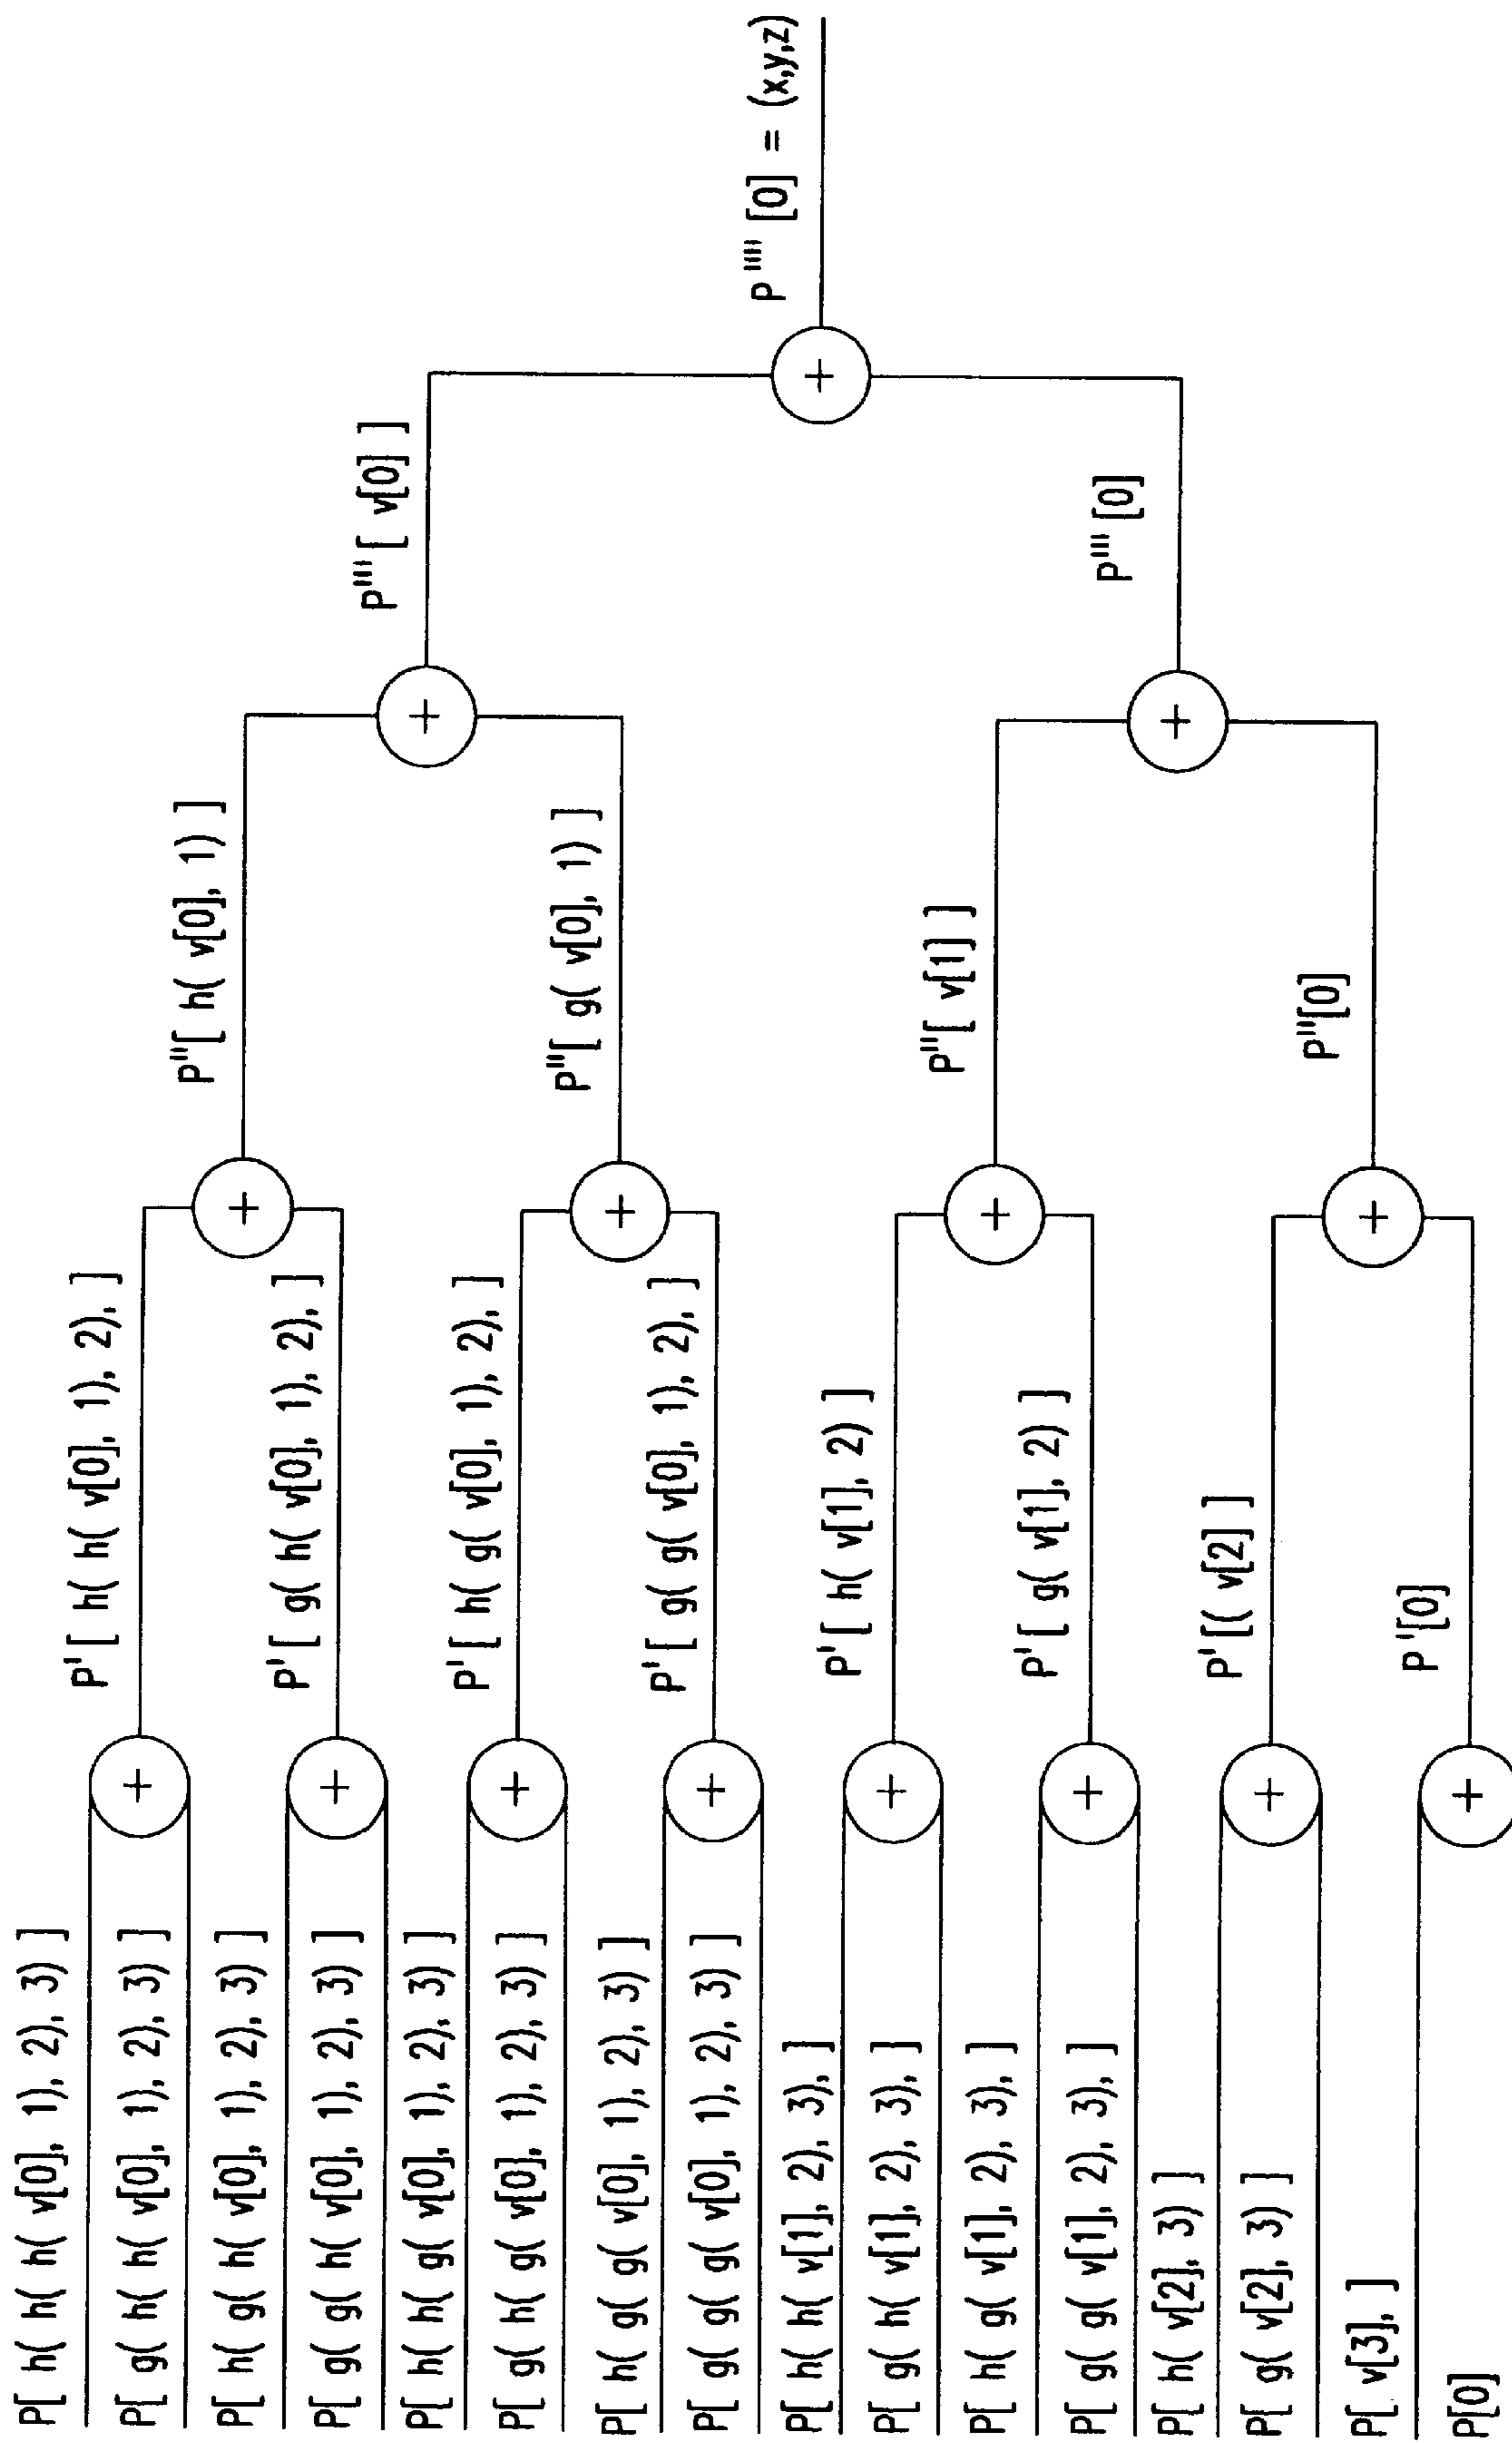 P[ h( h( h( v[0], 1), 2), 3) ]
P[ g( h( h( v[0], 1), 2), 3) ]
P[ h( g( h( v[0], 1), 2), 3) ]
P[ g( g( h( v[0], 1), 2), 3) ]
P[ h( h( g( v[0], 1), 2), 3) ]
P[ g( h( g( v[0], 1), 2), 3) ]
P[ h( g( g( v[0], 1), 2), 3) ]
P[ g( g( g( v[0], 1), 2), 3) ]
P[ h( h( v[1], 2), 3), ]
P[ g( h( v[1], 2), 3), ]
P[ h( g( v[1], 2), 3), ]
P[ g( g( v[1], 2), 3), ]
P[ h( v[2], 3) ]
P[ g( v[2], 3) ]
P[ v[3], ]
P[0]
+
+
+
+
+
+
+
+
P'[ h( h( v[0], 1), 2), ]
P'[ g( h( v[0], 1), 2), ]
P'[ h( g( v[0], 1), 2), ]
P'[ g( g( v[0], 1), 2), ]
P'[ h( v[1], 2) ]
P'[ g( v[1], 2) ]
P'[( v[2] ]
P'[0]
+
+
+
+
P''[ h( v[0], 1) ]
P''[ g( v[0], 1) ]
P''[ v[1] ]
P''[0]
+
+
P'''[ v[0] ]
P'''[0]
+
P''''[0] = (x,y,z)